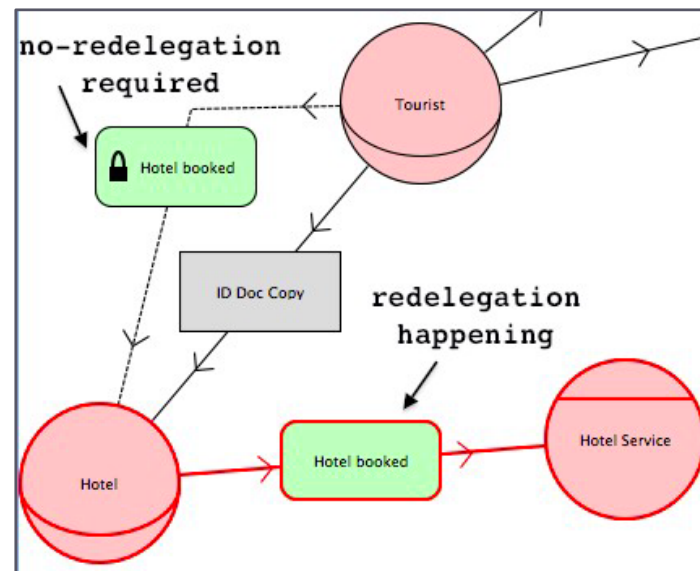 no-redelegation
required
Tourist
Hotel booked
ID Doc Copy
redelegation
happening
Hotel
Hotel booked
Hotel Service